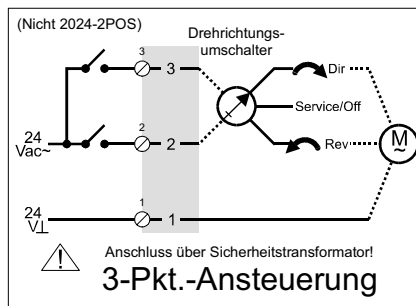 (Nicht 2024-2POS)
Drehrichtungs-
umschalter
3
3
Dir
Service/Off
24
Vac~
2
2
Rev
M
~
24
V⊥
1
1
Anschluss über Sicherheitstransformator!
3-Pkt.-Ansteuerung